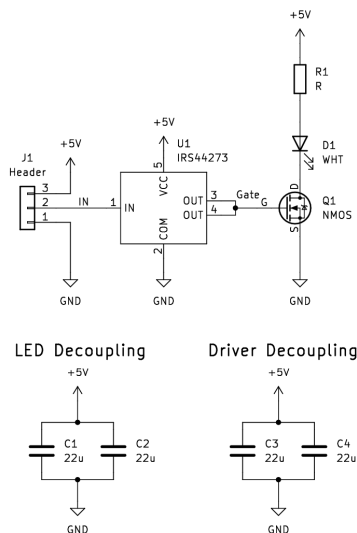 +5V
R1
R
D1
WHT
J1
Header
+5V
+5V
U1
IRS44273
3
2
1
IN
1
IN
5
VCC
COM
2
OUT
OUT
3
4
Gate
G
D
S
Q1
NMOS
GND
GND
GND
LED Decoupling
+5V
C1
22u
C2
22u
GND
Driver Decoupling
+5V
C3
22u
C4
22u
GND